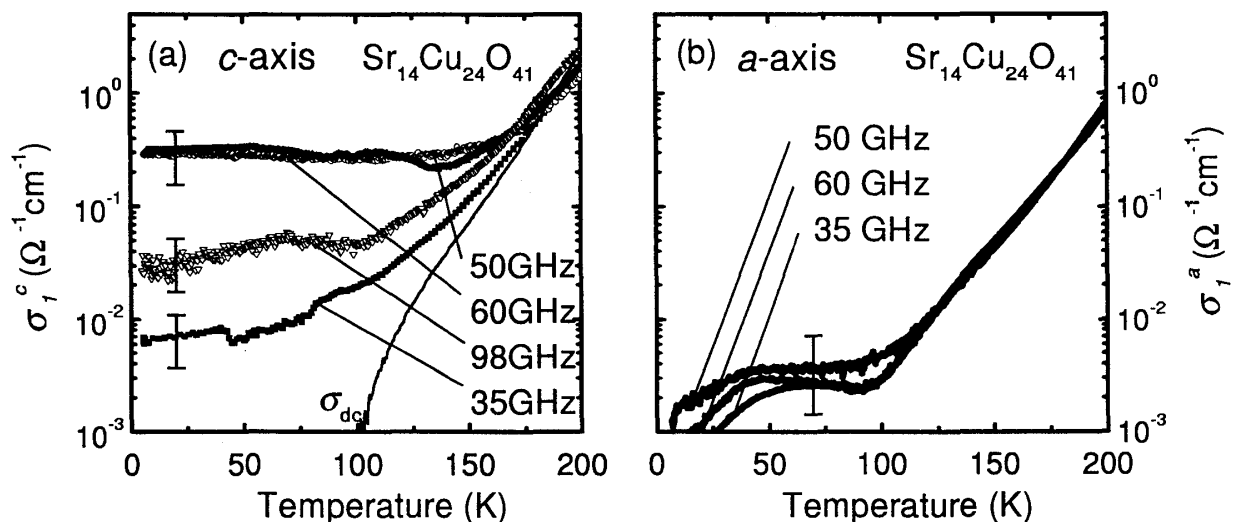 (a) c-axis Sr14Cu24O41
10^0
10^-1
10^-2
10^-3
σ1^c (Ω^-1cm^-1)
50GHz
60GHz
98GHz
35GHz
σdc
0 50 100 150 200
Temperature (K)
(b) a-axis Sr14Cu24O41
50 GHz
60 GHz
35 GHz
10^0
10^-1
10^-2
10^-3
σ1^a (Ω^-1cm^-1)
0 50 100 150 200
Temperature (K)